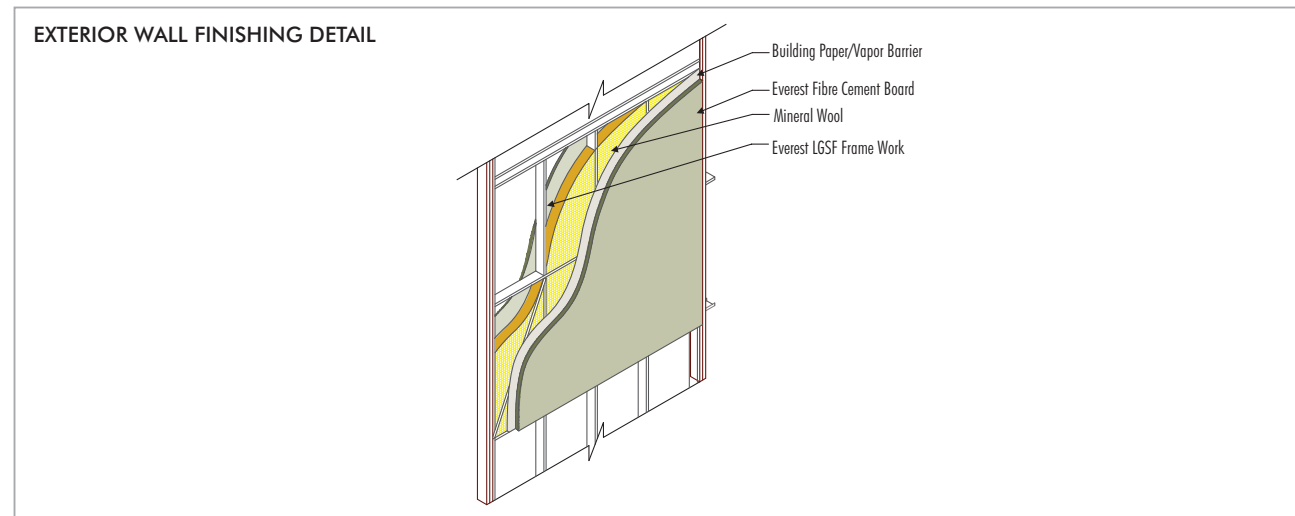 EXTERIOR WALL FINISHING DETAIL
Building Paper/Vapor Barrier
Everest Fibre Cement Board
Mineral Wool
Everest LGSF Frame Work